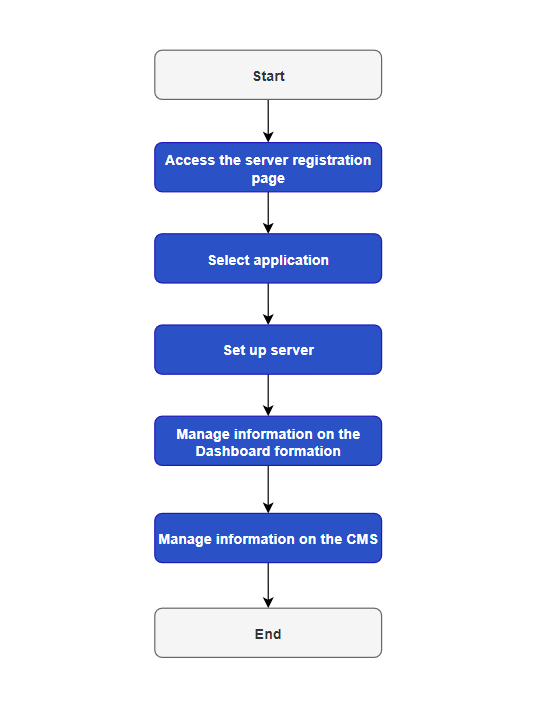 Start
Access the server registration
page
Select application
Set up server
Manage information on the
Dashboard formation
Manage information on the CMS
End